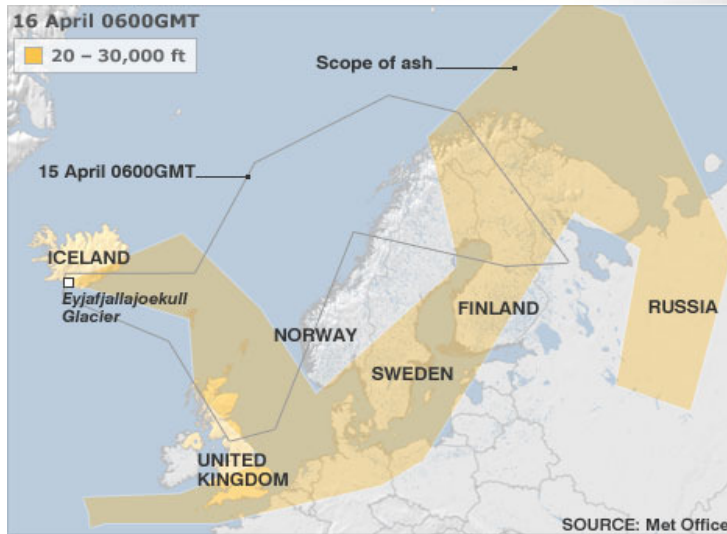 16 April 0600GMT
20 – 30,000 ft
Scope of ash
15 April 0600GMT
ICELAND
Eyjafjallajoekull
Glacier
NORWAY
FINLAND
RUSSIA
SWEDEN
UNITED
KINGDOM
SOURCE: Met Office